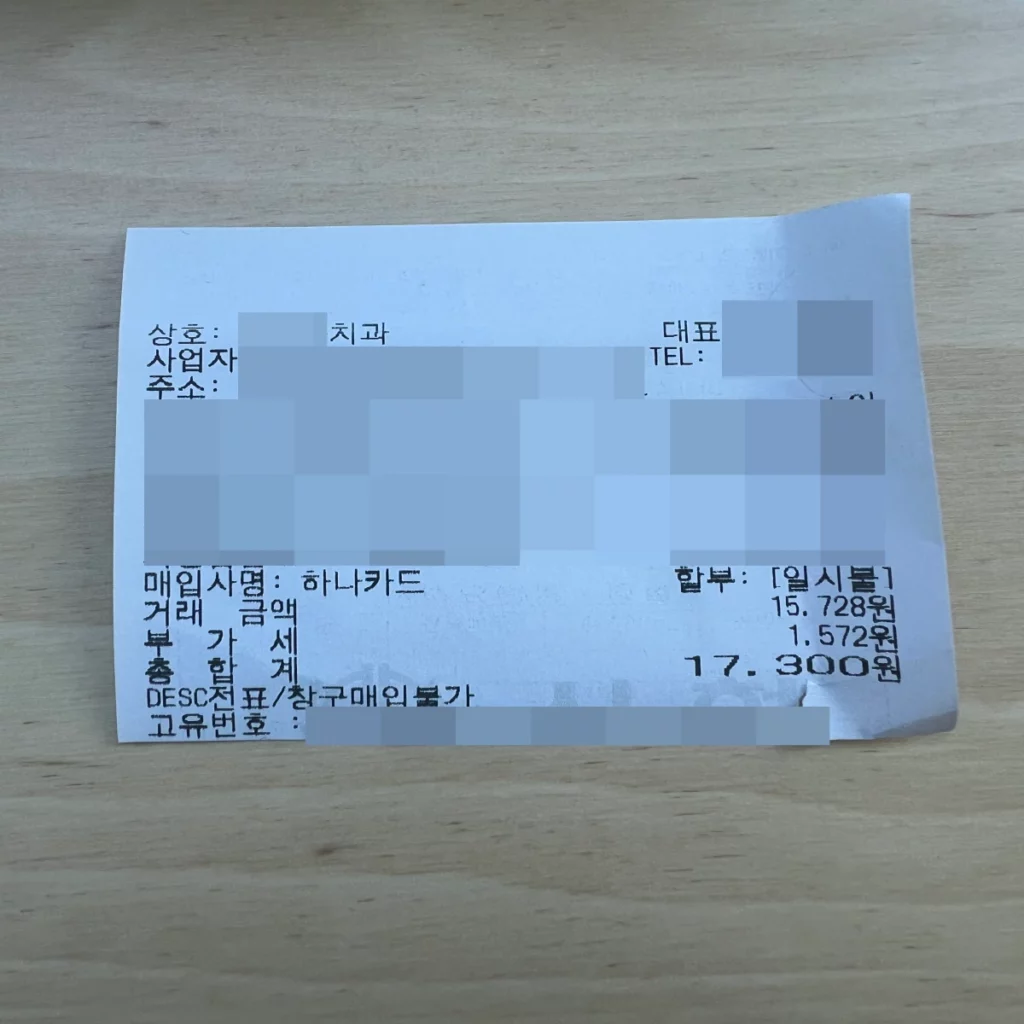 상호: 치과 대표
사업자 TEL:
주소:
매입사명: 하나카드 할부: [일시불]
거래 금액 15.728원
부 가 세 1.572원
총 합 계 17.300원
DESC전표/창구매입불가
고유번호 :